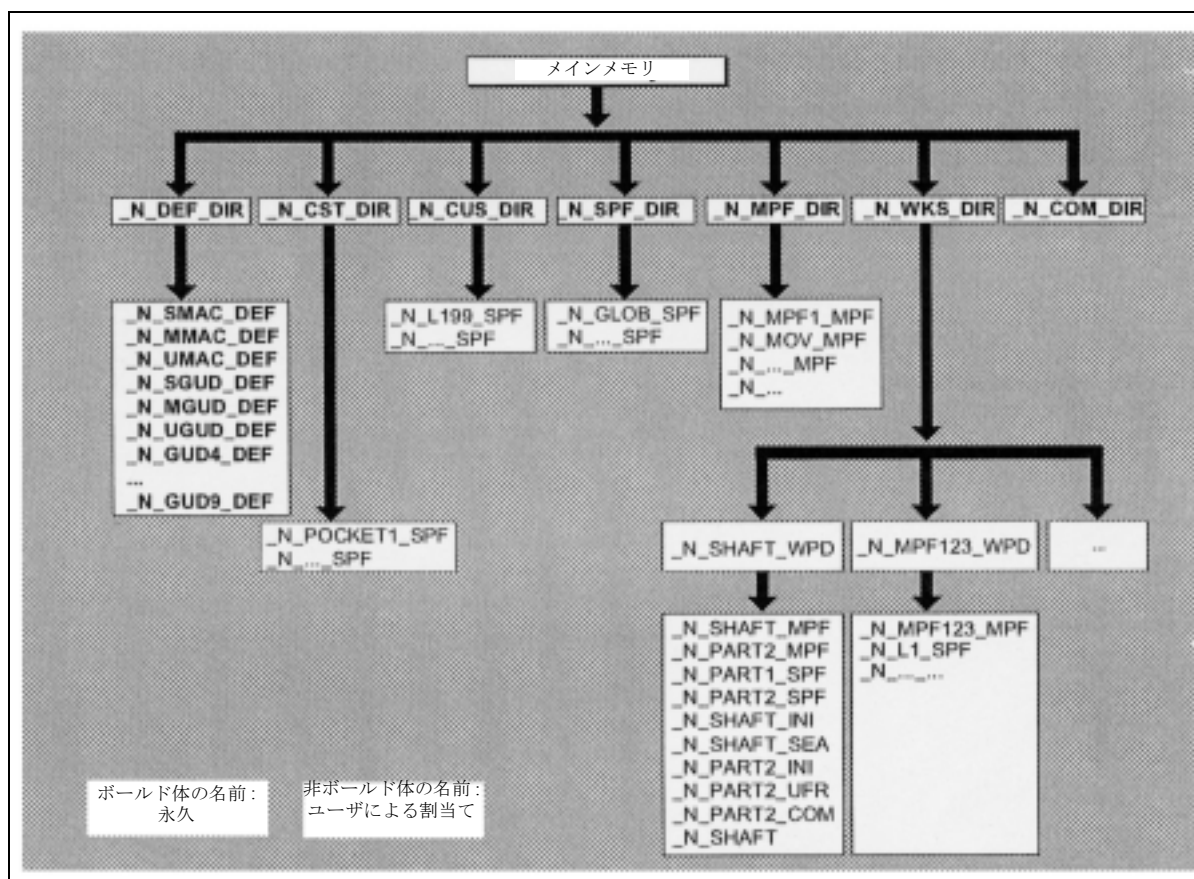 メインメモリ
_N_DEF_DIR
_N_CST_DIR
_N_CUS_DIR
_N_SPF_DIR
_N_MPF_DIR
_N_WKS_DIR
_N_COM_DIR
_N_SMAC_DEF
_N_MMAC_DEF
_N_UMAC_DEF
_N_SGUD_DEF
_N_MGUD_DEF
_N_UGUD_DEF
_N_GUD4_DEF
...
_N_GUD9_DEF
_N_L199_SPF
_N_..._SPF
_N_GLOB_SPF
_N_..._SPF
_N_MPF1_MPF
_N_MOV_MPF
_N_..._MPF
_N_...
_N_POCKET1_SPF
_N_..._SPF
_N_SHAFT_WPD
_N_MPF123_WPD
...
_N_SHAFT_MPF
_N_PART2_MPF
_N_PART1_SPF
_N_PART2_SPF
_N_SHAFT_INI
_N_SHAFT_SEA
_N_PART2_INI
_N_PART2_UFR
_N_PART2_COM
_N_SHAFT
_N_MPF123_MPF
_N_L1_SPF
_N_..._...
ボールド体の名前 :
永久
非ボールド体の名前 :
ユーザによる割当て